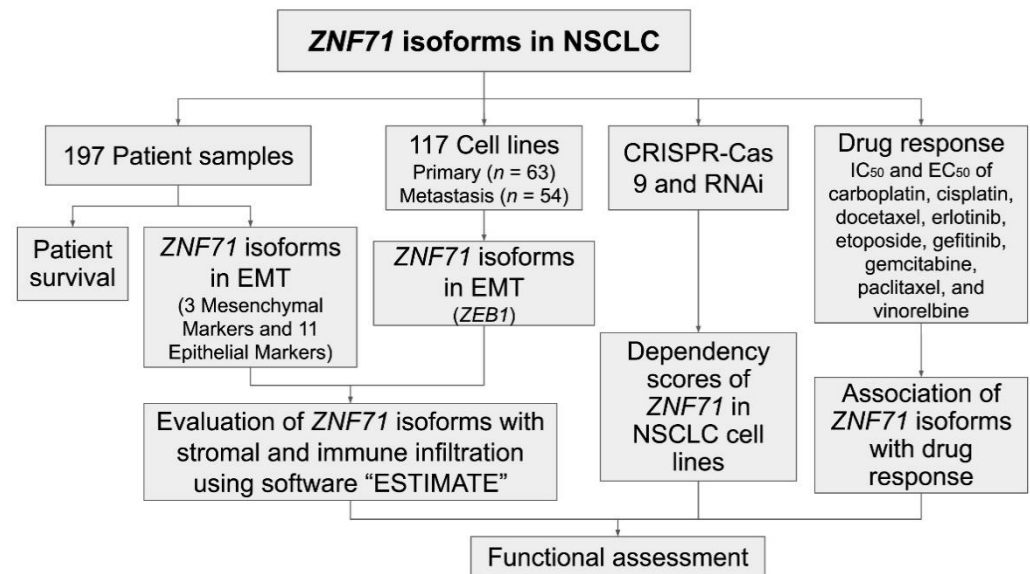 ZNF71 isoforms in NSCLC
197 Patient samples
117 Cell lines
Primary (n = 63)
Metastasis (n = 54)
CRISPR-Cas
9 and RNAi
Drug response
IC50 and EC50 of
carboplatin, cisplatin,
docetaxel, erlotinib,
etoposide, gefitinib,
gemcitabine,
paclitaxel, and
vinorelbine
Patient
survival
ZNF71 isoforms
in EMT
(3 Mesenchymal
Markers and 11
Epithelial Markers)
ZNF71 isoforms
in EMT
(ZEB1)
Dependency
scores of
ZNF71 in
NSCLC cell
lines
Association of
ZNF71 isoforms
with drug
response
Evaluation of ZNF71 isoforms with
stromal and immune infiltration
using software “ESTIMATE”
Functional assessment